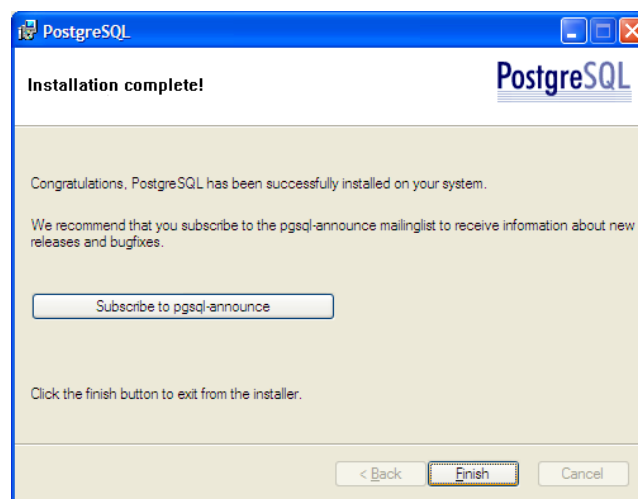 PostgreSQL
Installation complete!
PostgreSQL
Congratulations, PostgreSQL has been successfully installed on your system.
We recommend that you subscribe to the pgsql-announce mailinglist to receive information about new
releases and bugfixes.
Subscribe to pgsql-announce
Click the finish button to exit from the installer.
< Back
Finish
Cancel